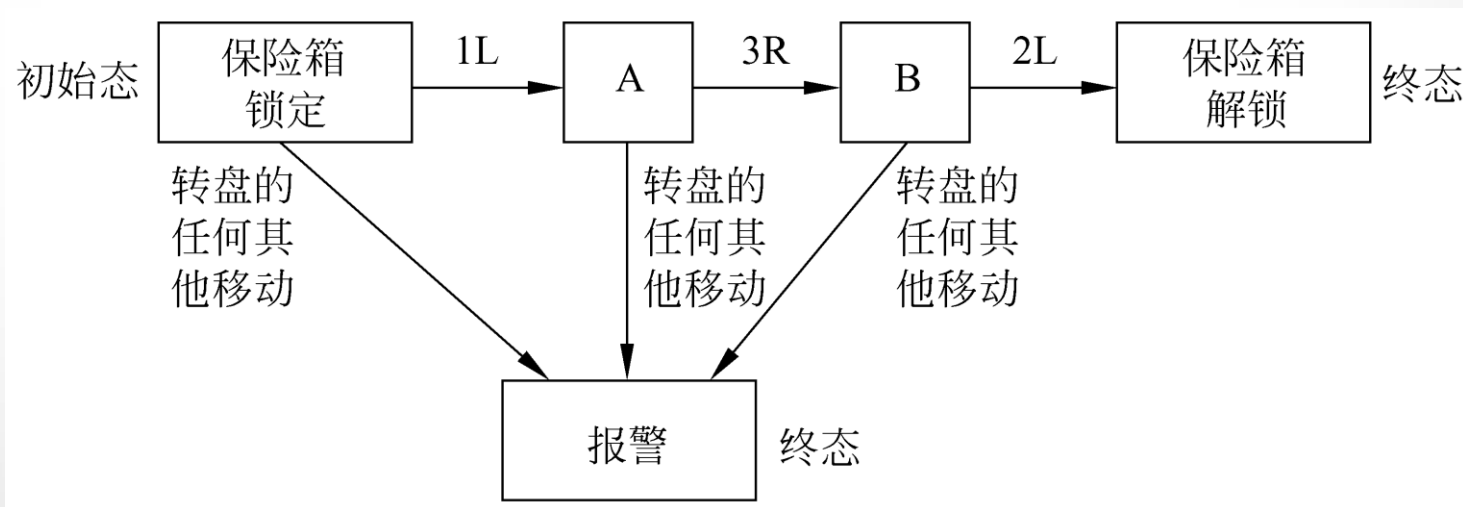 初始态
保险箱
锁定
1L
A
3R
B
2L
保险箱
解锁
终态
转盘的
任何其
他移动
转盘的
任何其
他移动
转盘的
任何其
他移动
报警
终态